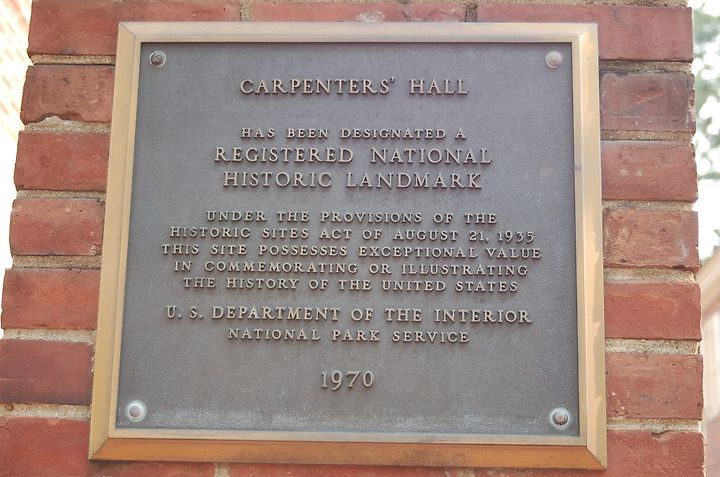 CARPENTERS' HALL
HAS BEEN DESIGNATED A
REGISTERED NATIONAL
HISTORIC LANDMARK
UNDER THE PROVISIONS OF THE
HISTORIC SITES ACT OF AUGUST 21, 1935
THIS SITE POSSESSES EXCEPTIONAL VALUE
IN COMMEMORATING OR ILLUSTRATING
THE HISTORY OF THE UNITED STATES
U. S. DEPARTMENT OF THE INTERIOR
NATIONAL PARK SERVICE
1970